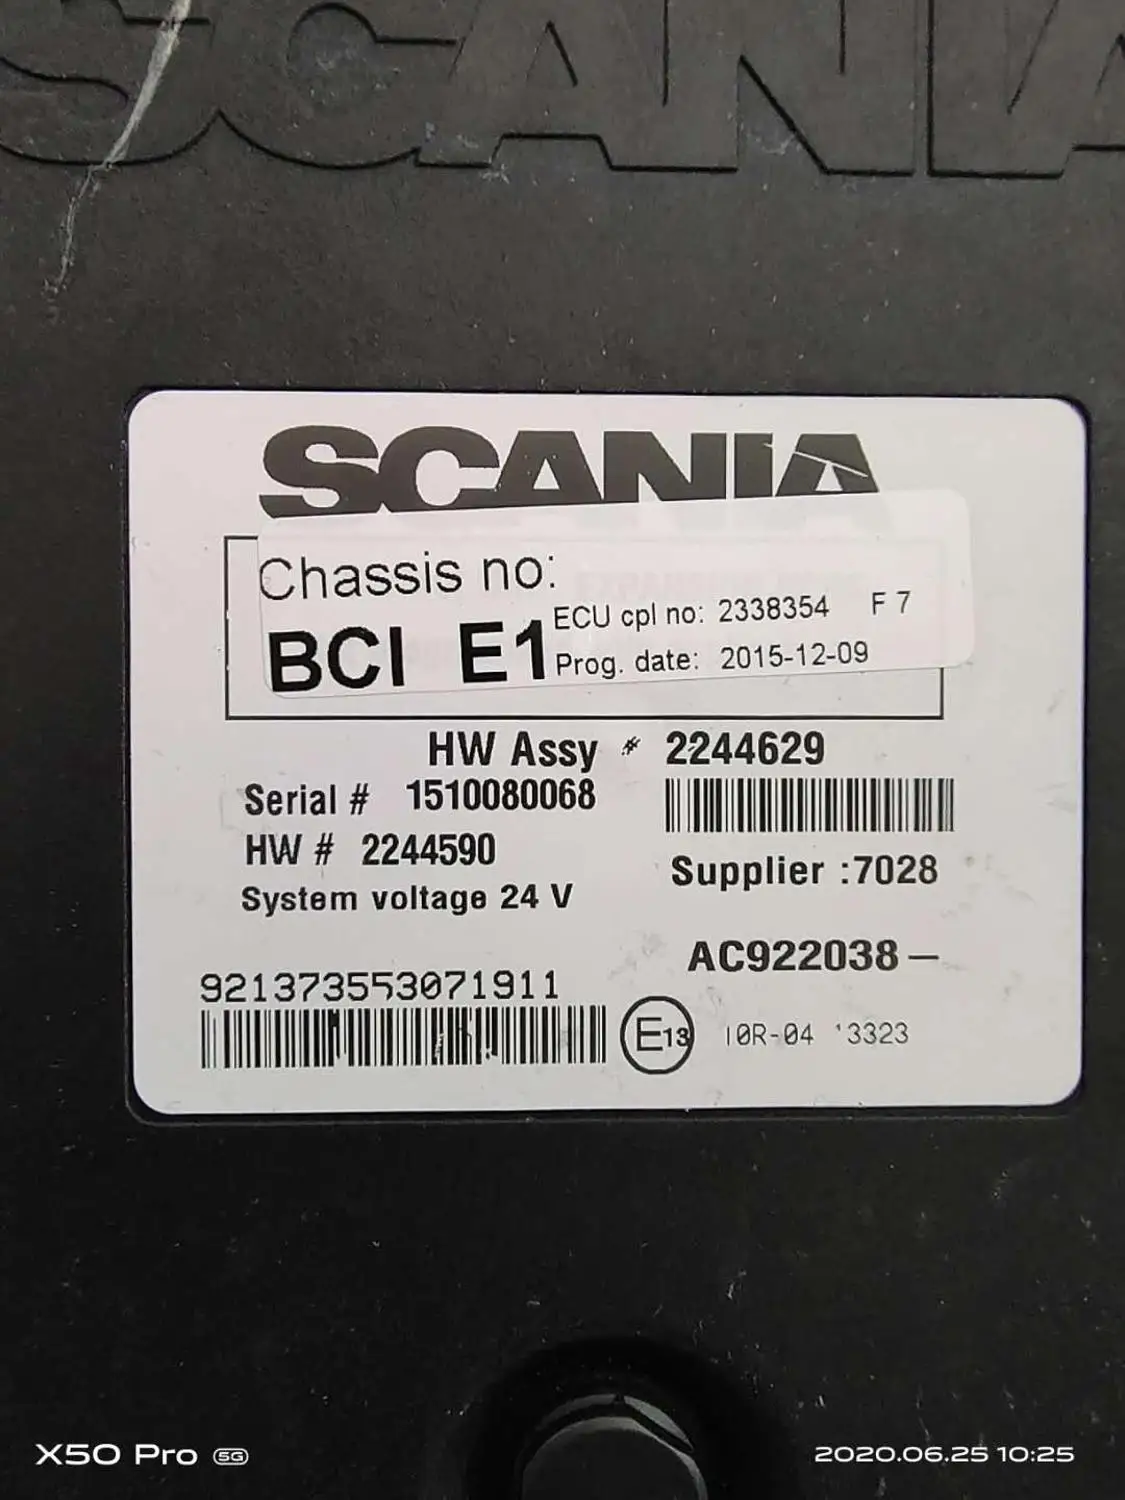 SCANIA
SCANIA
Chassis no:
ECU cpl no: 2338354 F 7
BCI E1
Prog. date: 2015-12-09
HW Assy # 2244629
Serial # 1510080068
HW # 2244590
Supplier :7028
System voltage 24 V
AC922038—
921373553071911
E13 10R-04 '3323
X50 Pro 5G
2020.06.25 10:25